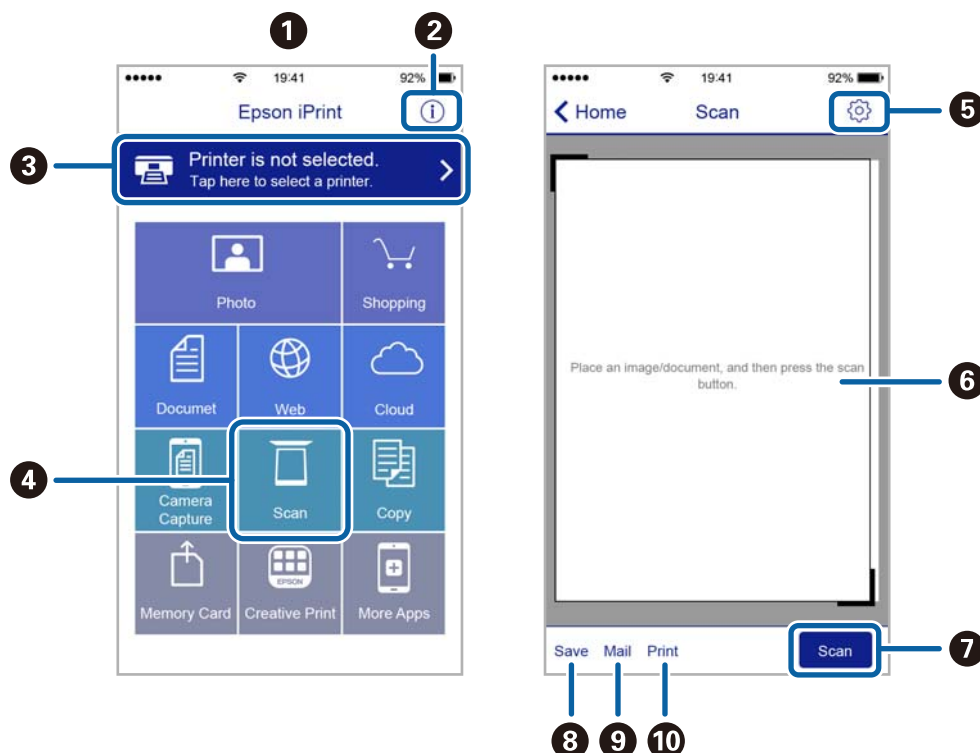 1
2
19:41
92%
Epson iPrint
i
3
Printer is not selected.
Tap here to select a printer.
Photo
Shopping
Documet
Web
Cloud
4
Camera
Capture
Scan
Copy
EPSON
Memory Card
Creative Print
More Apps
19:41
92%
Home
Scan
5
Place an image/document, and then press the scan
button.
6
Save
Mail
Print
Scan
7
8
9
10